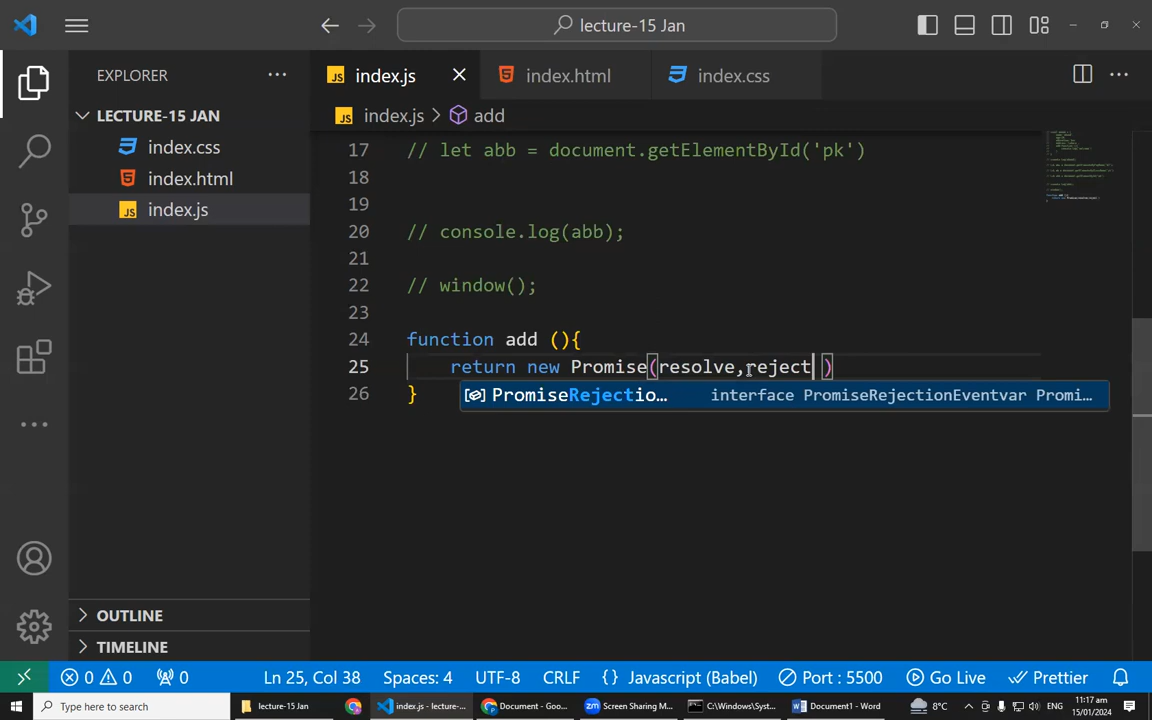 lecture-15 Jan
EXPLORER
index.js
index.html
index.css
LECTURE-15 JAN
index.js > add
index.css
index.html
index.js
17 // let abb = document.getElementById('pk')
18
19
20 // console.log(abb);
21
22 // window();
23
24 function add (){
25 return new Promise(resolve,reject )
26 }
PromiseRejectio... interface PromiseRejectionEventvar Promi...
OUTLINE
TIMELINE
0 0 0 Ln 25, Col 38 Spaces: 4 UTF-8 CRLF {} Javascript (Babel) Port : 5500 Go Live Prettier
Type here to search lecture-15 Jan index.js - lecture-... Document - Goo... Screen Sharing M... C:\Windows\Syst... Document1 - Word 8°C ENG 11:17 am
15/01/2024